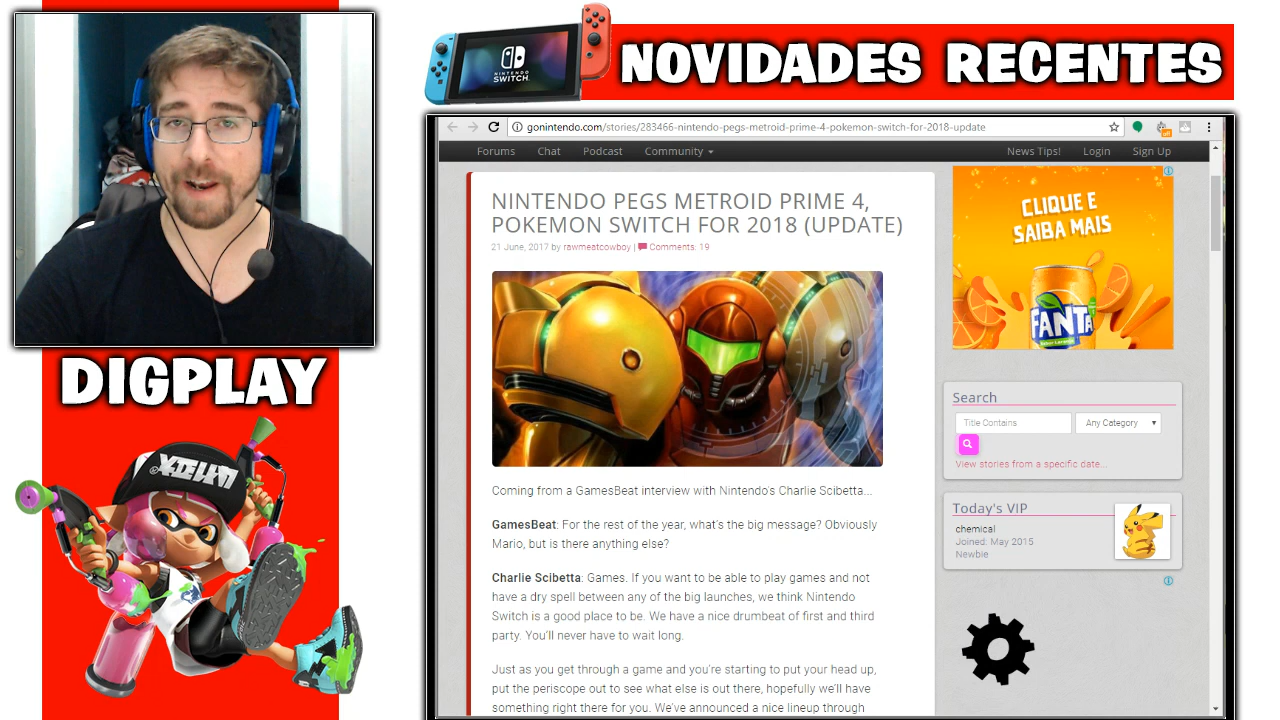 NINTENDO
SWITCH
NOVIDADES RECENTES
gonintendo.com/stories/283466-nintendo-pegs-metroid-prime-4-pokemon-switch-for-2018-update
off
Forums Chat Podcast Community News Tips! Login Sign Up
NINTENDO PEGS METROID PRIME 4,
POKEMON SWITCH FOR 2018 (UPDATE)
21 June, 2017 by rawmeatcowboy | Comments: 19
Coming from a GamesBeat interview with Nintendo's Charlie Scibetta...
GamesBeat: For the rest of the year, what's the big message? Obviously
Mario, but is there anything else?
Charlie Scibetta: Games. If you want to be able to play games and not
have a dry spell between any of the big launches, we think Nintendo
Switch is a good place to be. We have a nice drumbeat of first and third
party. You'll never have to wait long.
Just as you get through a game and you're starting to put your head up,
put the periscope out to see what else is out there, hopefully we'll have
something right there for you. We've announced a nice lineup through
CLIQUE E
SAIBA MAIS
FANTA
Search
Title Contains Any Category
View stories from a specific date...
Today's VIP
chemical
Joined: May 2015
Newbie
DIGPLAY